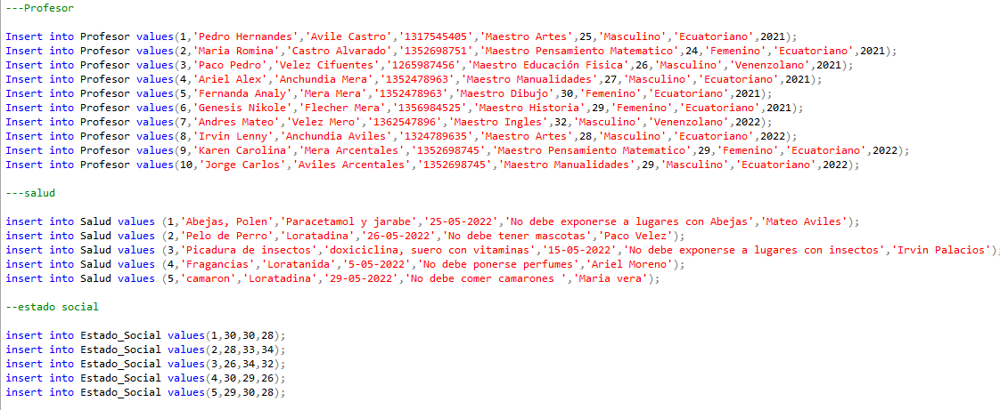 ---Profesor
Insert into Profesor values(1,'Pedro Hernandes','Avile Castro','1317545405','Maestro Artes',25,'Masculino','Ecuatoriano',2021);
Insert into Profesor values(2,'Maria Romina','Castro Alvarado','1352698751','Maestro Pensamiento Matematico',24,'Femenino','Ecuatoriano',2021);
Insert into Profesor values(3,'Paco Pedro','Velez Cifuentes','1265987456','Maestro Educación Fisica',26,'Masculino','Venenzolano',2021);
Insert into Profesor values(4,'Ariel Alex','Anchundia Mera','1352478963','Maestro Manualidades',27,'Masculino','Ecuatoriano',2021);
Insert into Profesor values(5,'Fernanda Analy','Mera Mera','1352478963','Maestro Dibujo',30,'Femenino','Ecuatoriano',2021);
Insert into Profesor values(6,'Genesis Nikole','Flecher Mera','1356984525','Maestro Historia',29,'Femenino','Ecuatoriano',2021);
Insert into Profesor values(7,'Andres Mateo','Velez Mero','1362547896','Maestro Ingles',32,'Masculino','Venenzolano',2022);
Insert into Profesor values(8,'Irvin Lenny','Anchundia Aviles','1324789635','Maestro Artes',28,'Masculino','Ecuatoriano',2022);
Insert into Profesor values(9,'Karen Carolina','Mera Arcentales','1352698745','Maestro Pensamiento Matematico',29,'Femenino','Ecuatoriano',2022);
Insert into Profesor values(10,'Jorge Carlos','Aviles Arcentales','1352698745','Maestro Manualidades',29,'Masculino','Ecuatoriano',2022);
---salud
insert into Salud values (1,'Abejas, Polen','Paracetamol y jarabe','25-05-2022','No debe exponerse a lugares con Abejas','Mateo Aviles');
insert into Salud values (2,'Pelo de Perro','Loratadina','26-05-2022','No debe tener mascotas','Paco Velez');
insert into Salud values (3,'Picadura de insectos','doxiciclina, suero con vitaminas','15-05-2022','No debe exponerse a lugares con insectos','Irvin Palacios');
insert into Salud values (4,'Fragancias','Loratanida','5-05-2022','No debe ponerse perfumes','Ariel Moreno');
insert into Salud values (5,'camaron','Loratadina','29-05-2022','No debe comer camarones ','Maria vera');
--estado social
insert into Estado_Social values(1,30,30,28);
insert into Estado_Social values(2,28,33,34);
insert into Estado_Social values(3,26,34,32);
insert into Estado_Social values(4,30,29,26);
insert into Estado_Social values(5,29,30,28);